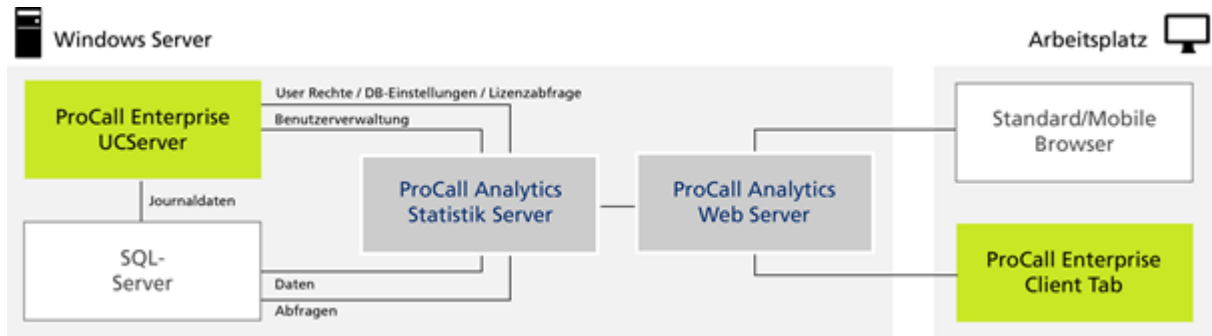 Windows Server
Arbeitsplatz
ProCall Enterprise
UCServer
User Rechte / DB-Einstellungen / Lizenzabfrage
Benutzerverwaltung
Journaldaten
SQL-
Server
Daten
Abfragen
ProCall Analytics
Statistik Server
ProCall Analytics
Web Server
Standard/Mobile
Browser
ProCall Enterprise
Client Tab